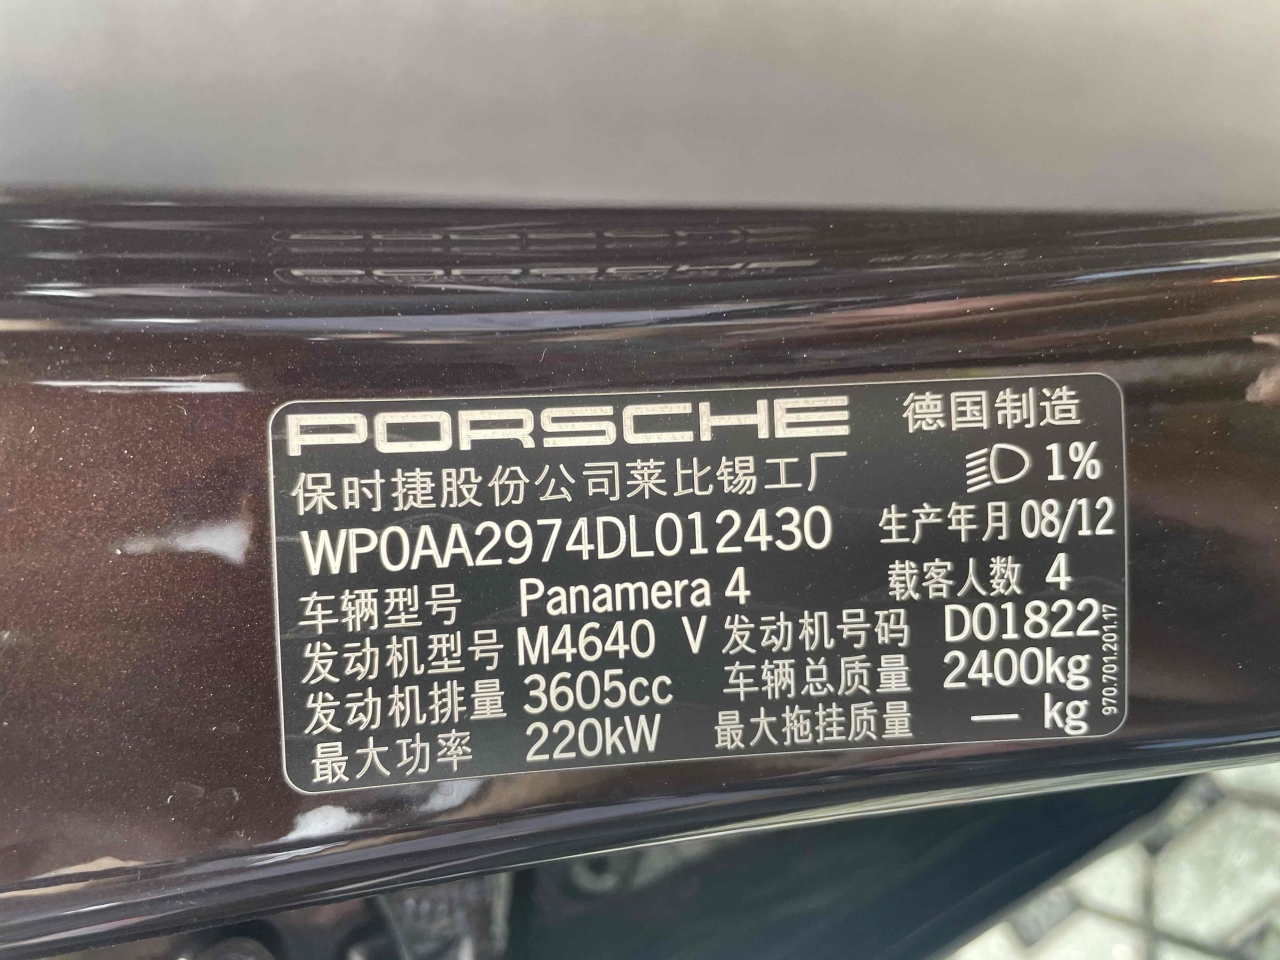 PORSCHE 德国制造
保时捷股份公司莱比锡工厂 1%
WP0AA2974DL012430 生产年月 08/12
车辆型号 Panamera 4 载客人数 4
发动机型号 M4640 V 发动机号码 D01822
发动机排量 3605cc 车辆总质量 2400kg
最大功率 220kW 最大拖挂质量 — kg
970.701.201.17